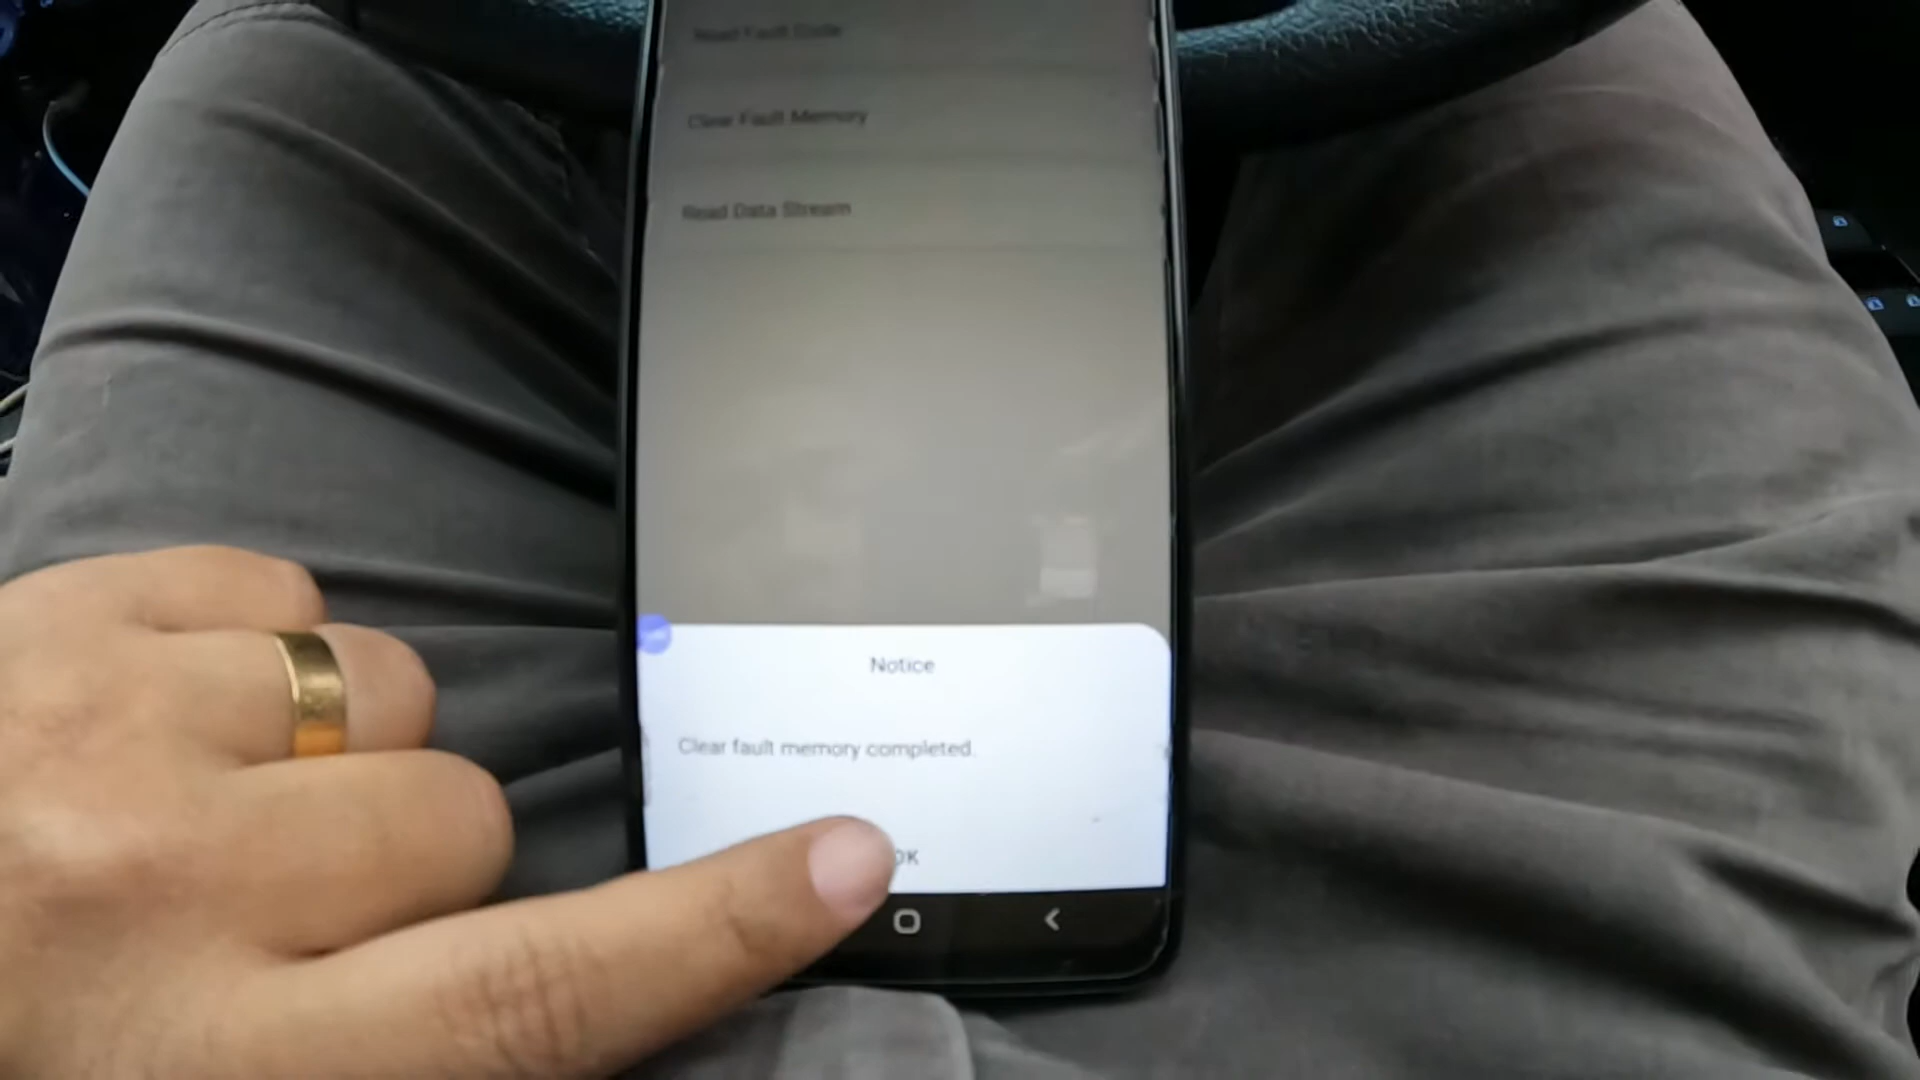 Read Fault Code
Clear Fault Memory
Read Data Stream
Notice
Clear fault memory completed.
OK